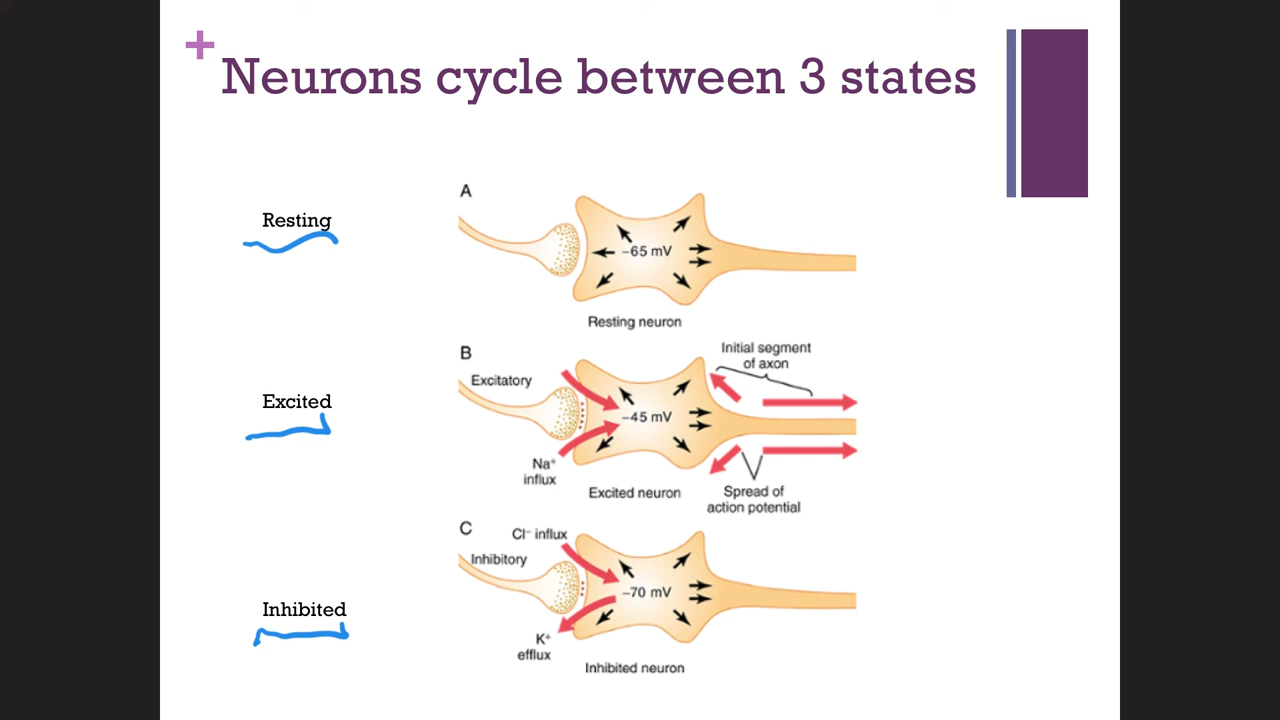 +
Neurons cycle between 3 states
A
Resting
−65 mV
Resting neuron
B
Initial segment
of axon
Excitatory
Excited
−45 mV
Na⁺
influx
Excited neuron
Spread of
action potential
C
Cl⁻ influx
Inhibitory
−70 mV
Inhibited
K⁺
efflux
Inhibited neuron